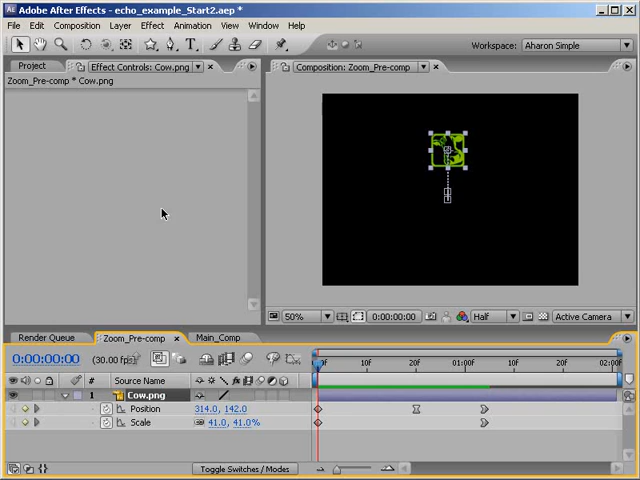 Adobe After Effects - echo_example_Start2.aep *
File Edit Composition Layer Effect Animation View Window Help
Workspace: Aharon Simple
Project Effect Controls: Cow.png
Composition: Zoom_Pre-comp
Zoom_Pre-comp * Cow.png
50% 0:00:00:00 Half Active Camera
Render Queue Zoom_Pre-comp Main_Comp
0:00:00:00 (30.00 fps)
10f 20f 01:00f 10f 20f 02:00f
# Source Name
1 Cow.png
Position 314.0, 142.0
Scale 41.0, 41.0%
Toggle Switches / Modes